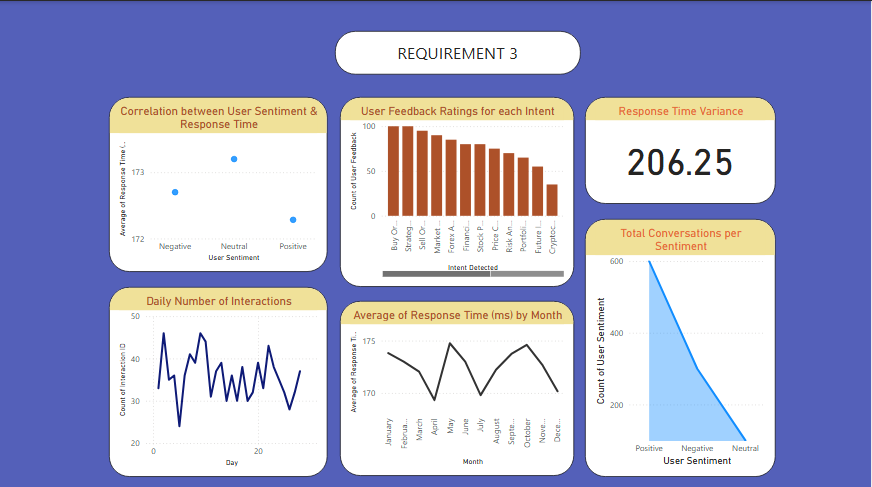 REQUIREMENT 3
Correlation between User Sentiment &
Response Time
Average of Response Time (...
173
172
Negative
Neutral
Positive
User Sentiment
User Feedback Ratings for each Intent
Count of User Feedback
100
50
0
Buy Or...
Strateg...
Sell Or...
Market ...
Forex A...
Financi...
Stock P...
Price C...
Risk An...
Portfoli...
Future I...
Cryptoc...
Intent Detected
Response Time Variance
206.25
Total Conversations per
Sentiment
Count of User Sentiment
600
400
200
Positive
Negative
Neutral
User Sentiment
Daily Number of Interactions
Count of Interaction ID
50
40
30
20
0
20
Day
Average of Response Time (ms) by Month
Average of Response Ti...
175
170
January
Februa...
March
April
May
June
July
August
Septe...
October
Nove...
Dece...
Month